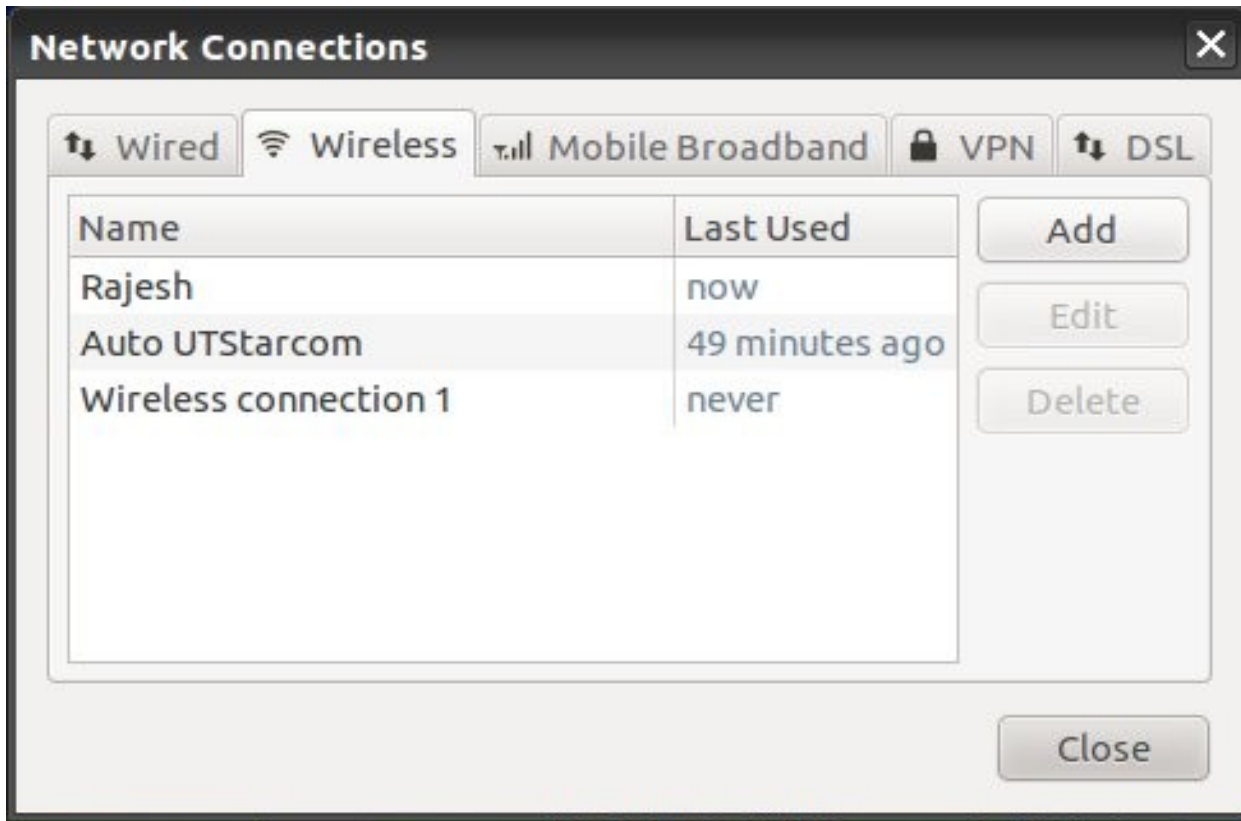 Network Connections
Wired Wireless Mobile Broadband VPN DSL
Name Last Used Add
Rajesh now
Edit
Auto UTStarcom 49 minutes ago
Wireless connection 1 never Delete
Close